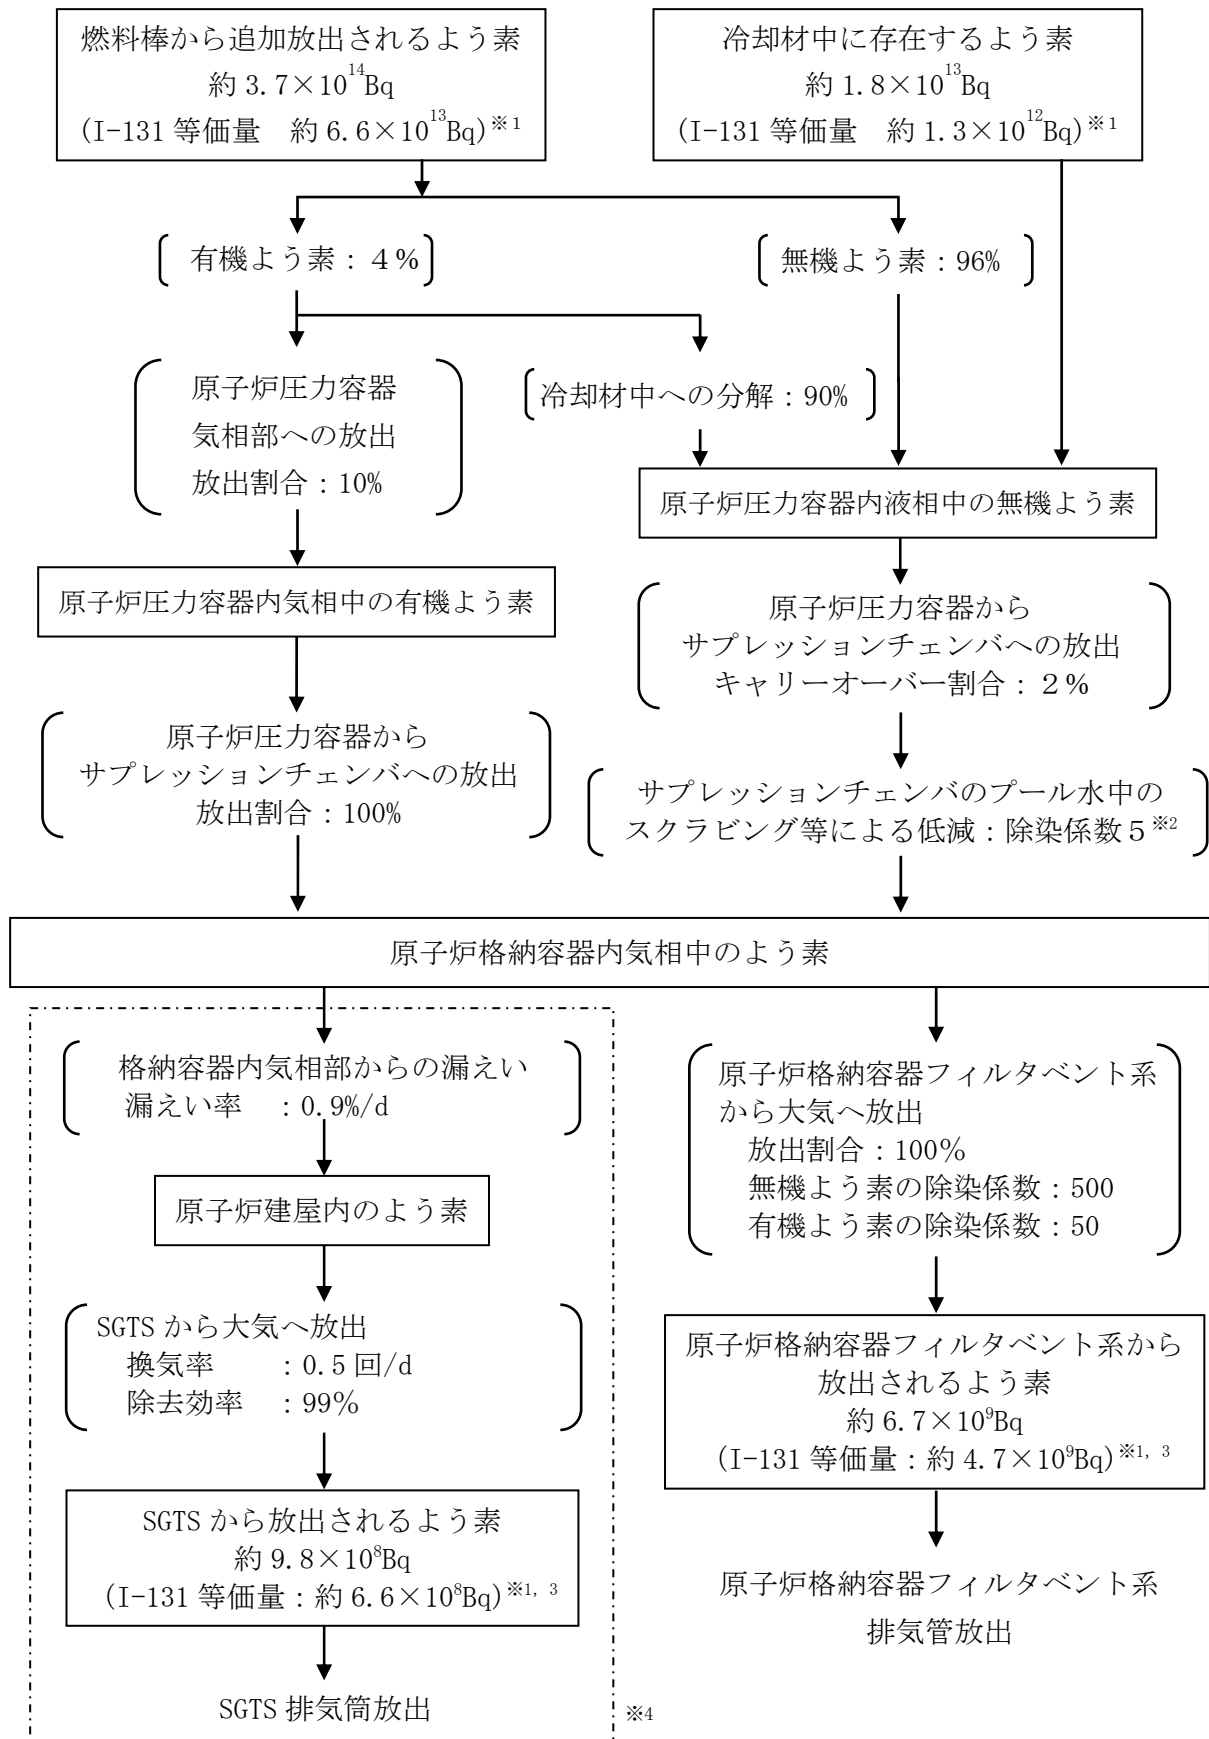 燃料棒から追加放出されるよう素
約 3.7×10^14Bq
(I-131 等価量　約 6.6×10^13Bq)※1
冷却材中に存在するよう素
約 1.8×10^13Bq
(I-131 等価量　約 1.3×10^12Bq)※1
有機よう素：４%
無機よう素：96%
原子炉圧力容器
気相部への放出
放出割合：10%
冷却材中への分解：90%
原子炉圧力容器内液相中の無機よう素
原子炉圧力容器内気相中の有機よう素
原子炉圧力容器から
サプレッションチェンバへの放出
キャリーオーバー割合：２%
原子炉圧力容器から
サプレッションチェンバへの放出
放出割合：100%
サプレッションチェンバのプール水中の
スクラビング等による低減：除染係数５※2
原子炉格納容器内気相中のよう素
格納容器内気相部からの漏えい
漏えい率　：0.9%/d
原子炉建屋内のよう素
SGTS から大気へ放出
換気率　　：0.5 回/d
除去効率　：99%
SGTS から放出されるよう素
約 9.8×10^8Bq
(I-131 等価量：約 6.6×10^8Bq)※1, 3
SGTS 排気筒放出
※4
原子炉格納容器フィルタベント系
から大気へ放出
放出割合：100%
無機よう素の除染係数：500
有機よう素の除染係数：50
原子炉格納容器フィルタベント系から
放出されるよう素
約 6.7×10^9Bq
(I-131 等価量：約 4.7×10^9Bq)※1, 3
原子炉格納容器フィルタベント系
排気管放出